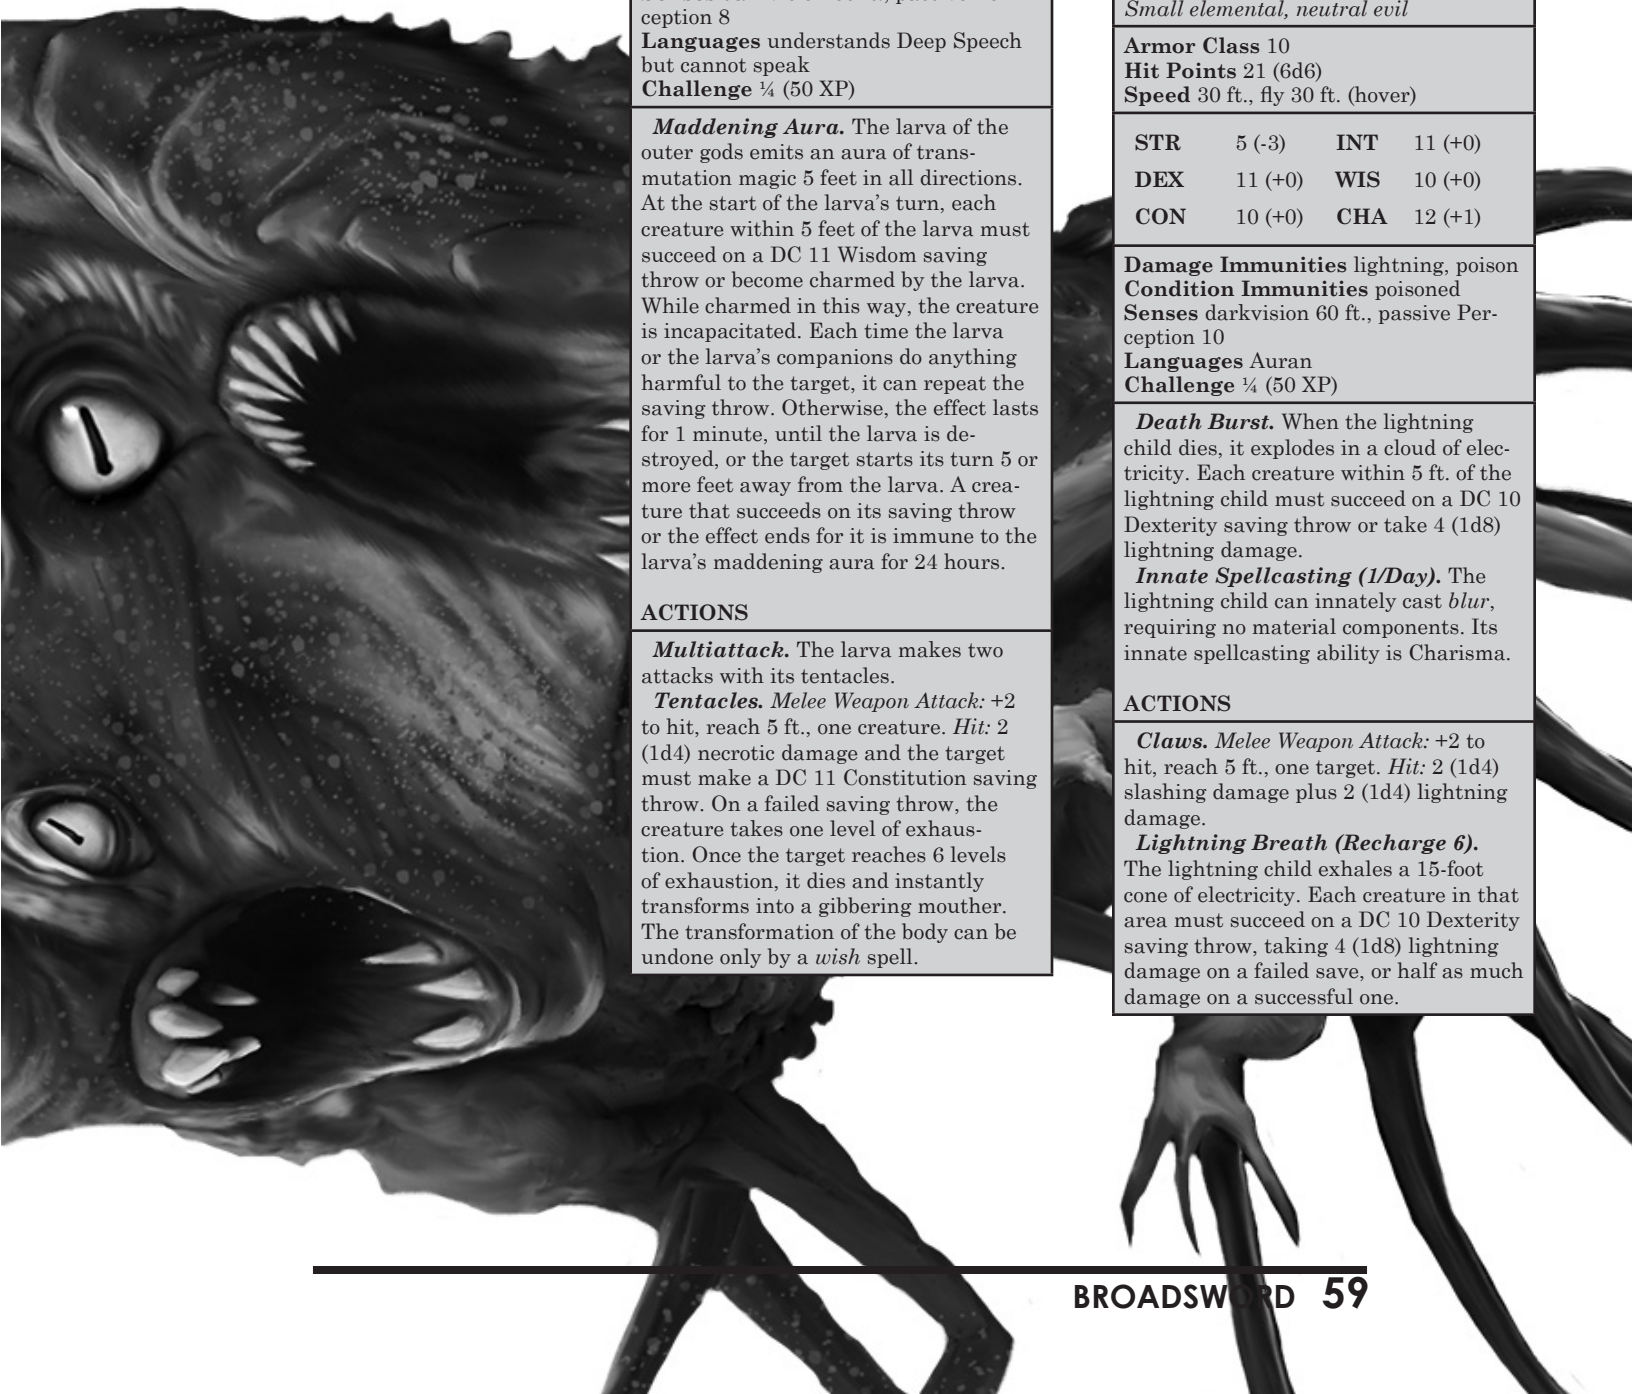 ception 8
Languages understands Deep Speech
but cannot speak
Challenge ¼ (50 XP)
Maddening Aura. The larva of the
outer gods emits an aura of trans-
mutation magic 5 feet in all directions.
At the start of the larva's turn, each
creature within 5 feet of the larva must
succeed on a DC 11 Wisdom saving
throw or become charmed by the larva.
While charmed in this way, the creature
is incapacitated. Each time the larva
or the larva's companions do anything
harmful to the target, it can repeat the
saving throw. Otherwise, the effect lasts
for 1 minute, until the larva is de-
stroyed, or the target starts its turn 5 or
more feet away from the larva. A crea-
ture that succeeds on its saving throw
or the effect ends for it is immune to the
larva's maddening aura for 24 hours.
ACTIONS
Multiattack. The larva makes two
attacks with its tentacles.
Tentacles. Melee Weapon Attack: +2
to hit, reach 5 ft., one creature. Hit: 2
(1d4) necrotic damage and the target
must make a DC 11 Constitution saving
throw. On a failed saving throw, the
creature takes one level of exhaus-
tion. Once the target reaches 6 levels
of exhaustion, it dies and instantly
transforms into a gibbering mouther.
The transformation of the body can be
undone only by a wish spell.
Small elemental, neutral evil
Armor Class 10
Hit Points 21 (6d6)
Speed 30 ft., fly 30 ft. (hover)
STR 5 (-3) INT 11 (+0)
DEX 11 (+0) WIS 10 (+0)
CON 10 (+0) CHA 12 (+1)
Damage Immunities lightning, poison
Condition Immunities poisoned
Senses darkvision 60 ft., passive Per-
ception 10
Languages Auran
Challenge ¼ (50 XP)
Death Burst. When the lightning
child dies, it explodes in a cloud of elec-
tricity. Each creature within 5 ft. of the
lightning child must succeed on a DC 10
Dexterity saving throw or take 4 (1d8)
lightning damage.
Innate Spellcasting (1/Day). The
lightning child can innately cast blur,
requiring no material components. Its
innate spellcasting ability is Charisma.
ACTIONS
Claws. Melee Weapon Attack: +2 to
hit, reach 5 ft., one target. Hit: 2 (1d4)
slashing damage plus 2 (1d4) lightning
damage.
Lightning Breath (Recharge 6).
The lightning child exhales a 15-foot
cone of electricity. Each creature in that
area must succeed on a DC 10 Dexterity
saving throw, taking 4 (1d8) lightning
damage on a failed save, or half as much
damage on a successful one.
BROADSWORD 59